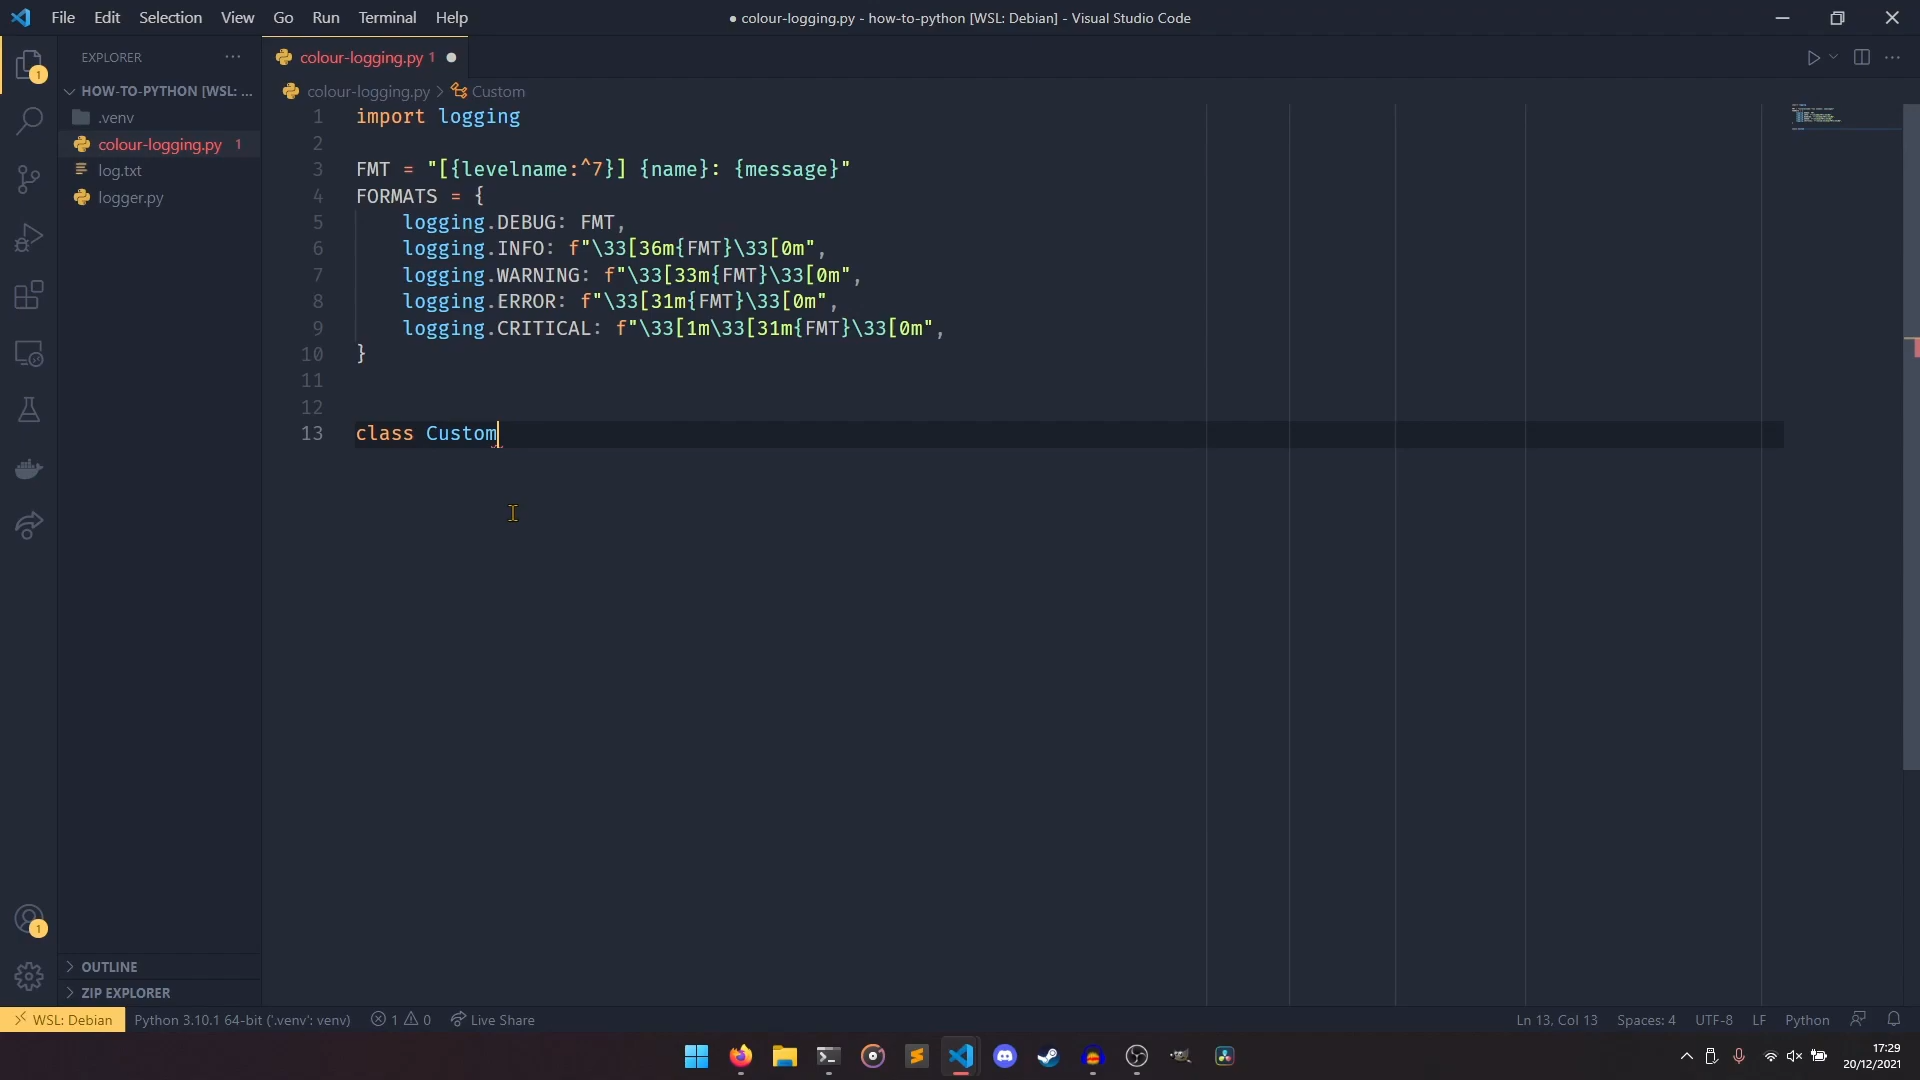 File Edit Selection View Go Run Terminal Help
● colour-logging.py - how-to-python [WSL: Debian] - Visual Studio Code
EXPLORER
colour-logging.py 1
HOW-TO-PYTHON [WSL: ...
colour-logging.py > Custom
.venv
colour-logging.py 1
log.txt
logger.py
1 import logging
2
3 FMT = "[{levelname:^7}] {name}: {message}"
4 FORMATS = {
5 logging.DEBUG: FMT,
6 logging.INFO: f"\33[36m{FMT}\33[0m",
7 logging.WARNING: f"\33[33m{FMT}\33[0m",
8 logging.ERROR: f"\33[31m{FMT}\33[0m",
9 logging.CRITICAL: f"\33[1m\33[31m{FMT}\33[0m",
10 }
11
12
13 class Custom
1
1
OUTLINE
ZIP EXPLORER
WSL: Debian Python 3.10.1 64-bit ('.venv': venv) 1 0 Live Share Ln 13, Col 13 Spaces: 4 UTF-8 LF Python
17:29
20/12/2021